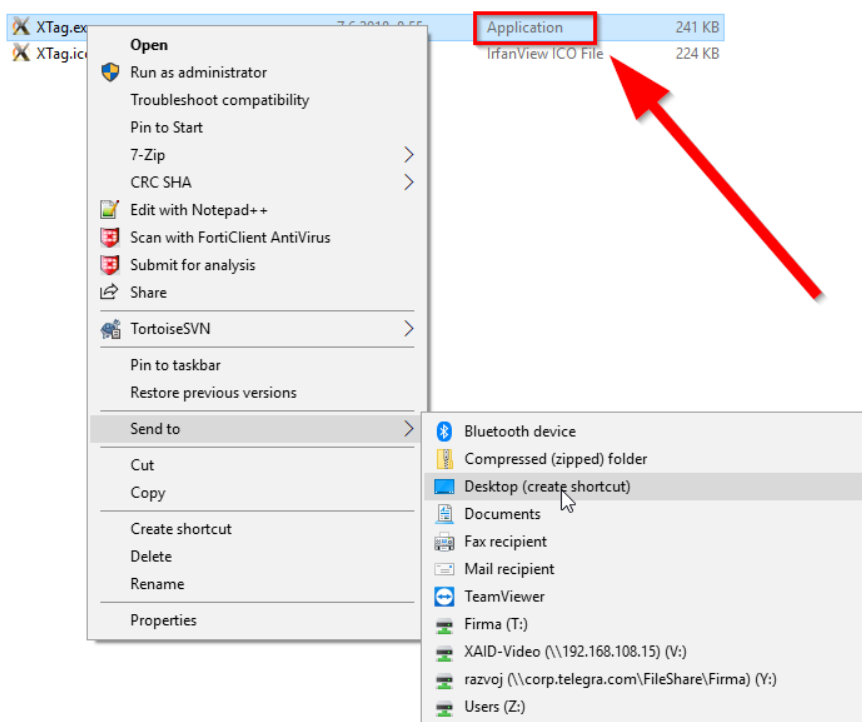 XTag.ex
Application
241 KB
XTag.ico
IrfanView ICO File
224 KB
Open
Run as administrator
Troubleshoot compatibility
Pin to Start
7-Zip
CRC SHA
Edit with Notepad++
Scan with FortiClient AntiVirus
Submit for analysis
Share
TortoiseSVN
Pin to taskbar
Restore previous versions
Send to
Cut
Copy
Create shortcut
Delete
Rename
Properties
Bluetooth device
Compressed (zipped) folder
Desktop (create shortcut)
Documents
Fax recipient
Mail recipient
TeamViewer
Firma (T:)
XAID-Video (\\192.168.108.15) (V:)
razvoj (\\corp.telegra.com\FileShare\Firma) (Y:)
Users (Z:)